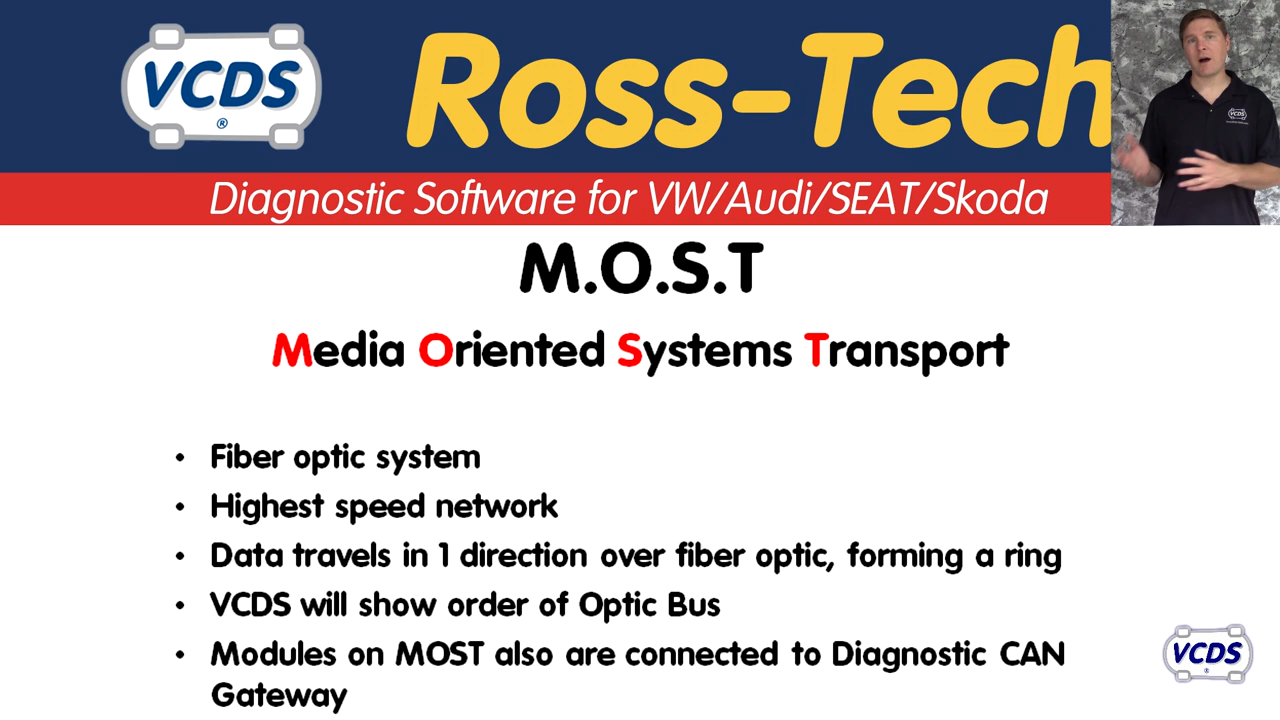 VCDS
®
Ross-Tech
Diagnostic Software for VW/Audi/SEAT/Skoda
VCDS
M.O.S.T
Media Oriented Systems Transport
• Fiber optic system
• Highest speed network
• Data travels in 1 direction over fiber optic, forming a ring
• VCDS will show order of Optic Bus
• Modules on MOST also are connected to Diagnostic CAN
Gateway
VCDS
®